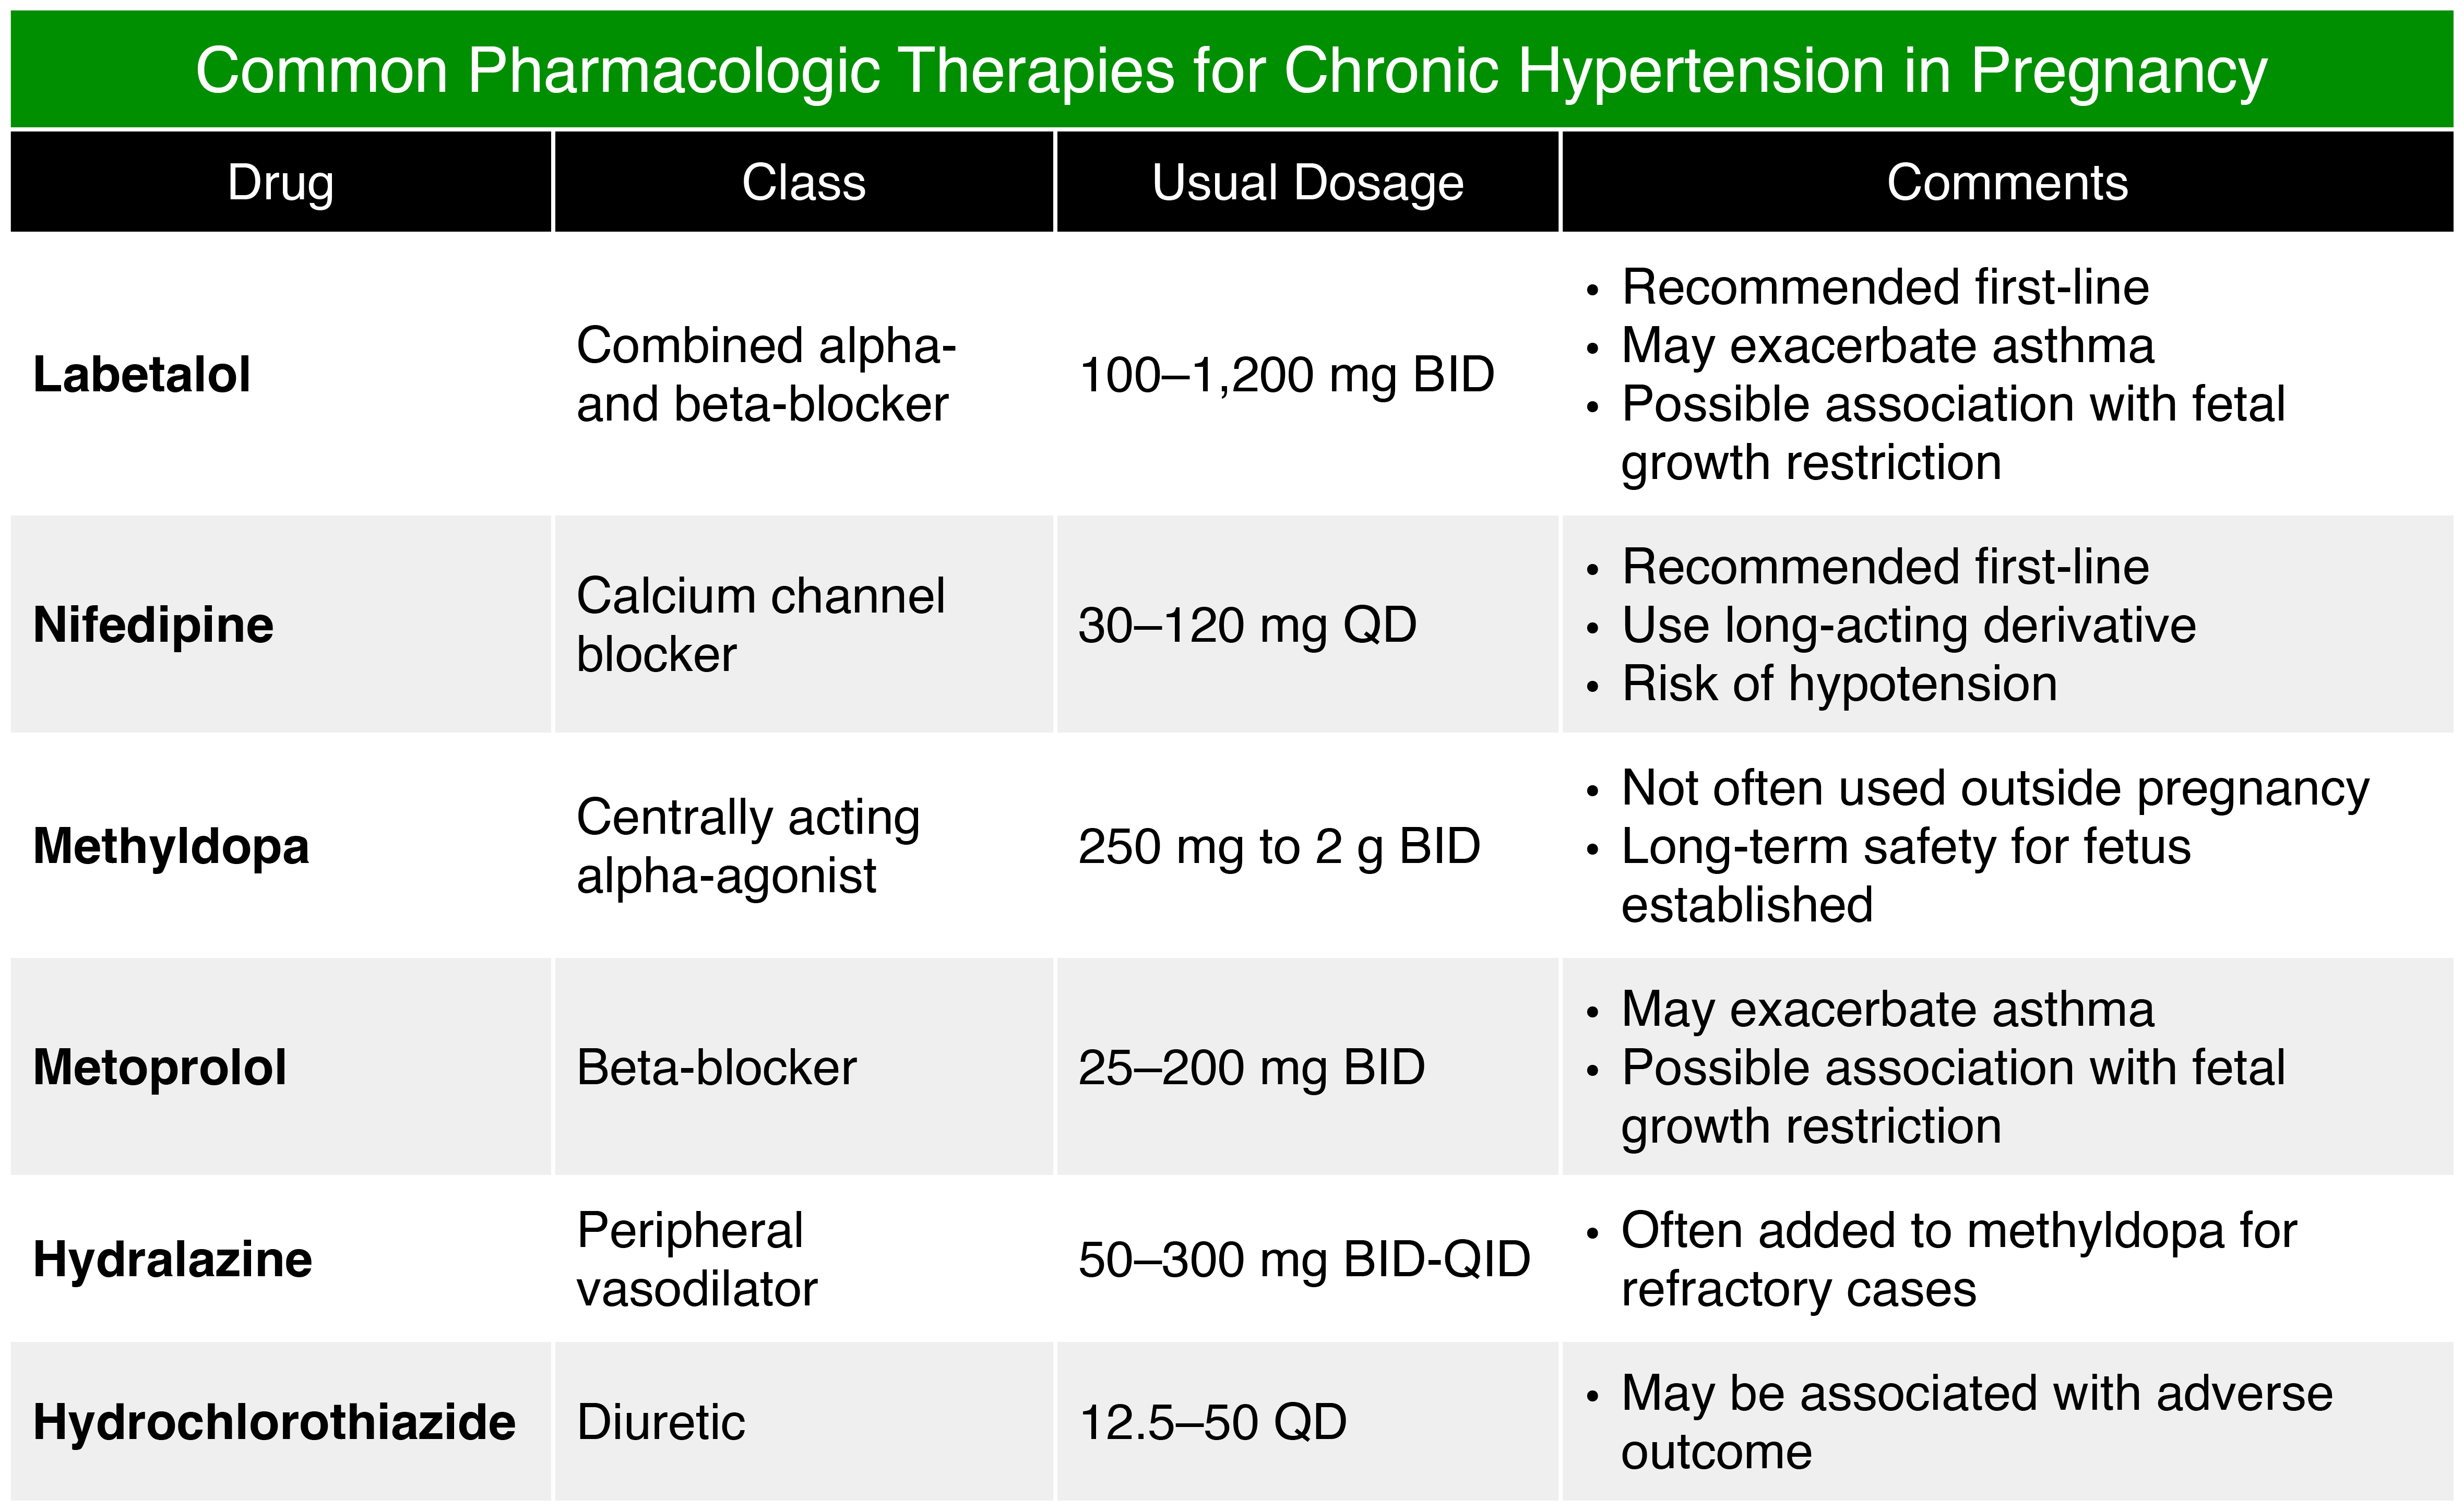 Common Pharmacologic Therapies for Chronic Hypertension in Pregnancy
Drug
Class
Usual Dosage
Comments
Labetalol
Combined alpha-
and beta-blocker
100–1,200 mg BID
• Recommended first-line
• May exacerbate asthma
• Possible association with fetal
growth restriction
Nifedipine
Calcium channel
blocker
30–120 mg QD
• Recommended first-line
• Use long-acting derivative
• Risk of hypotension
Methyldopa
Centrally acting
alpha-agonist
250 mg to 2 g BID
• Not often used outside pregnancy
• Long-term safety for fetus
established
Metoprolol
Beta-blocker
25–200 mg BID
• May exacerbate asthma
• Possible association with fetal
growth restriction
Hydralazine
Peripheral
vasodilator
50–300 mg BID-QID
• Often added to methyldopa for
refractory cases
Hydrochlorothiazide
Diuretic
12.5–50 QD
• May be associated with adverse
outcome